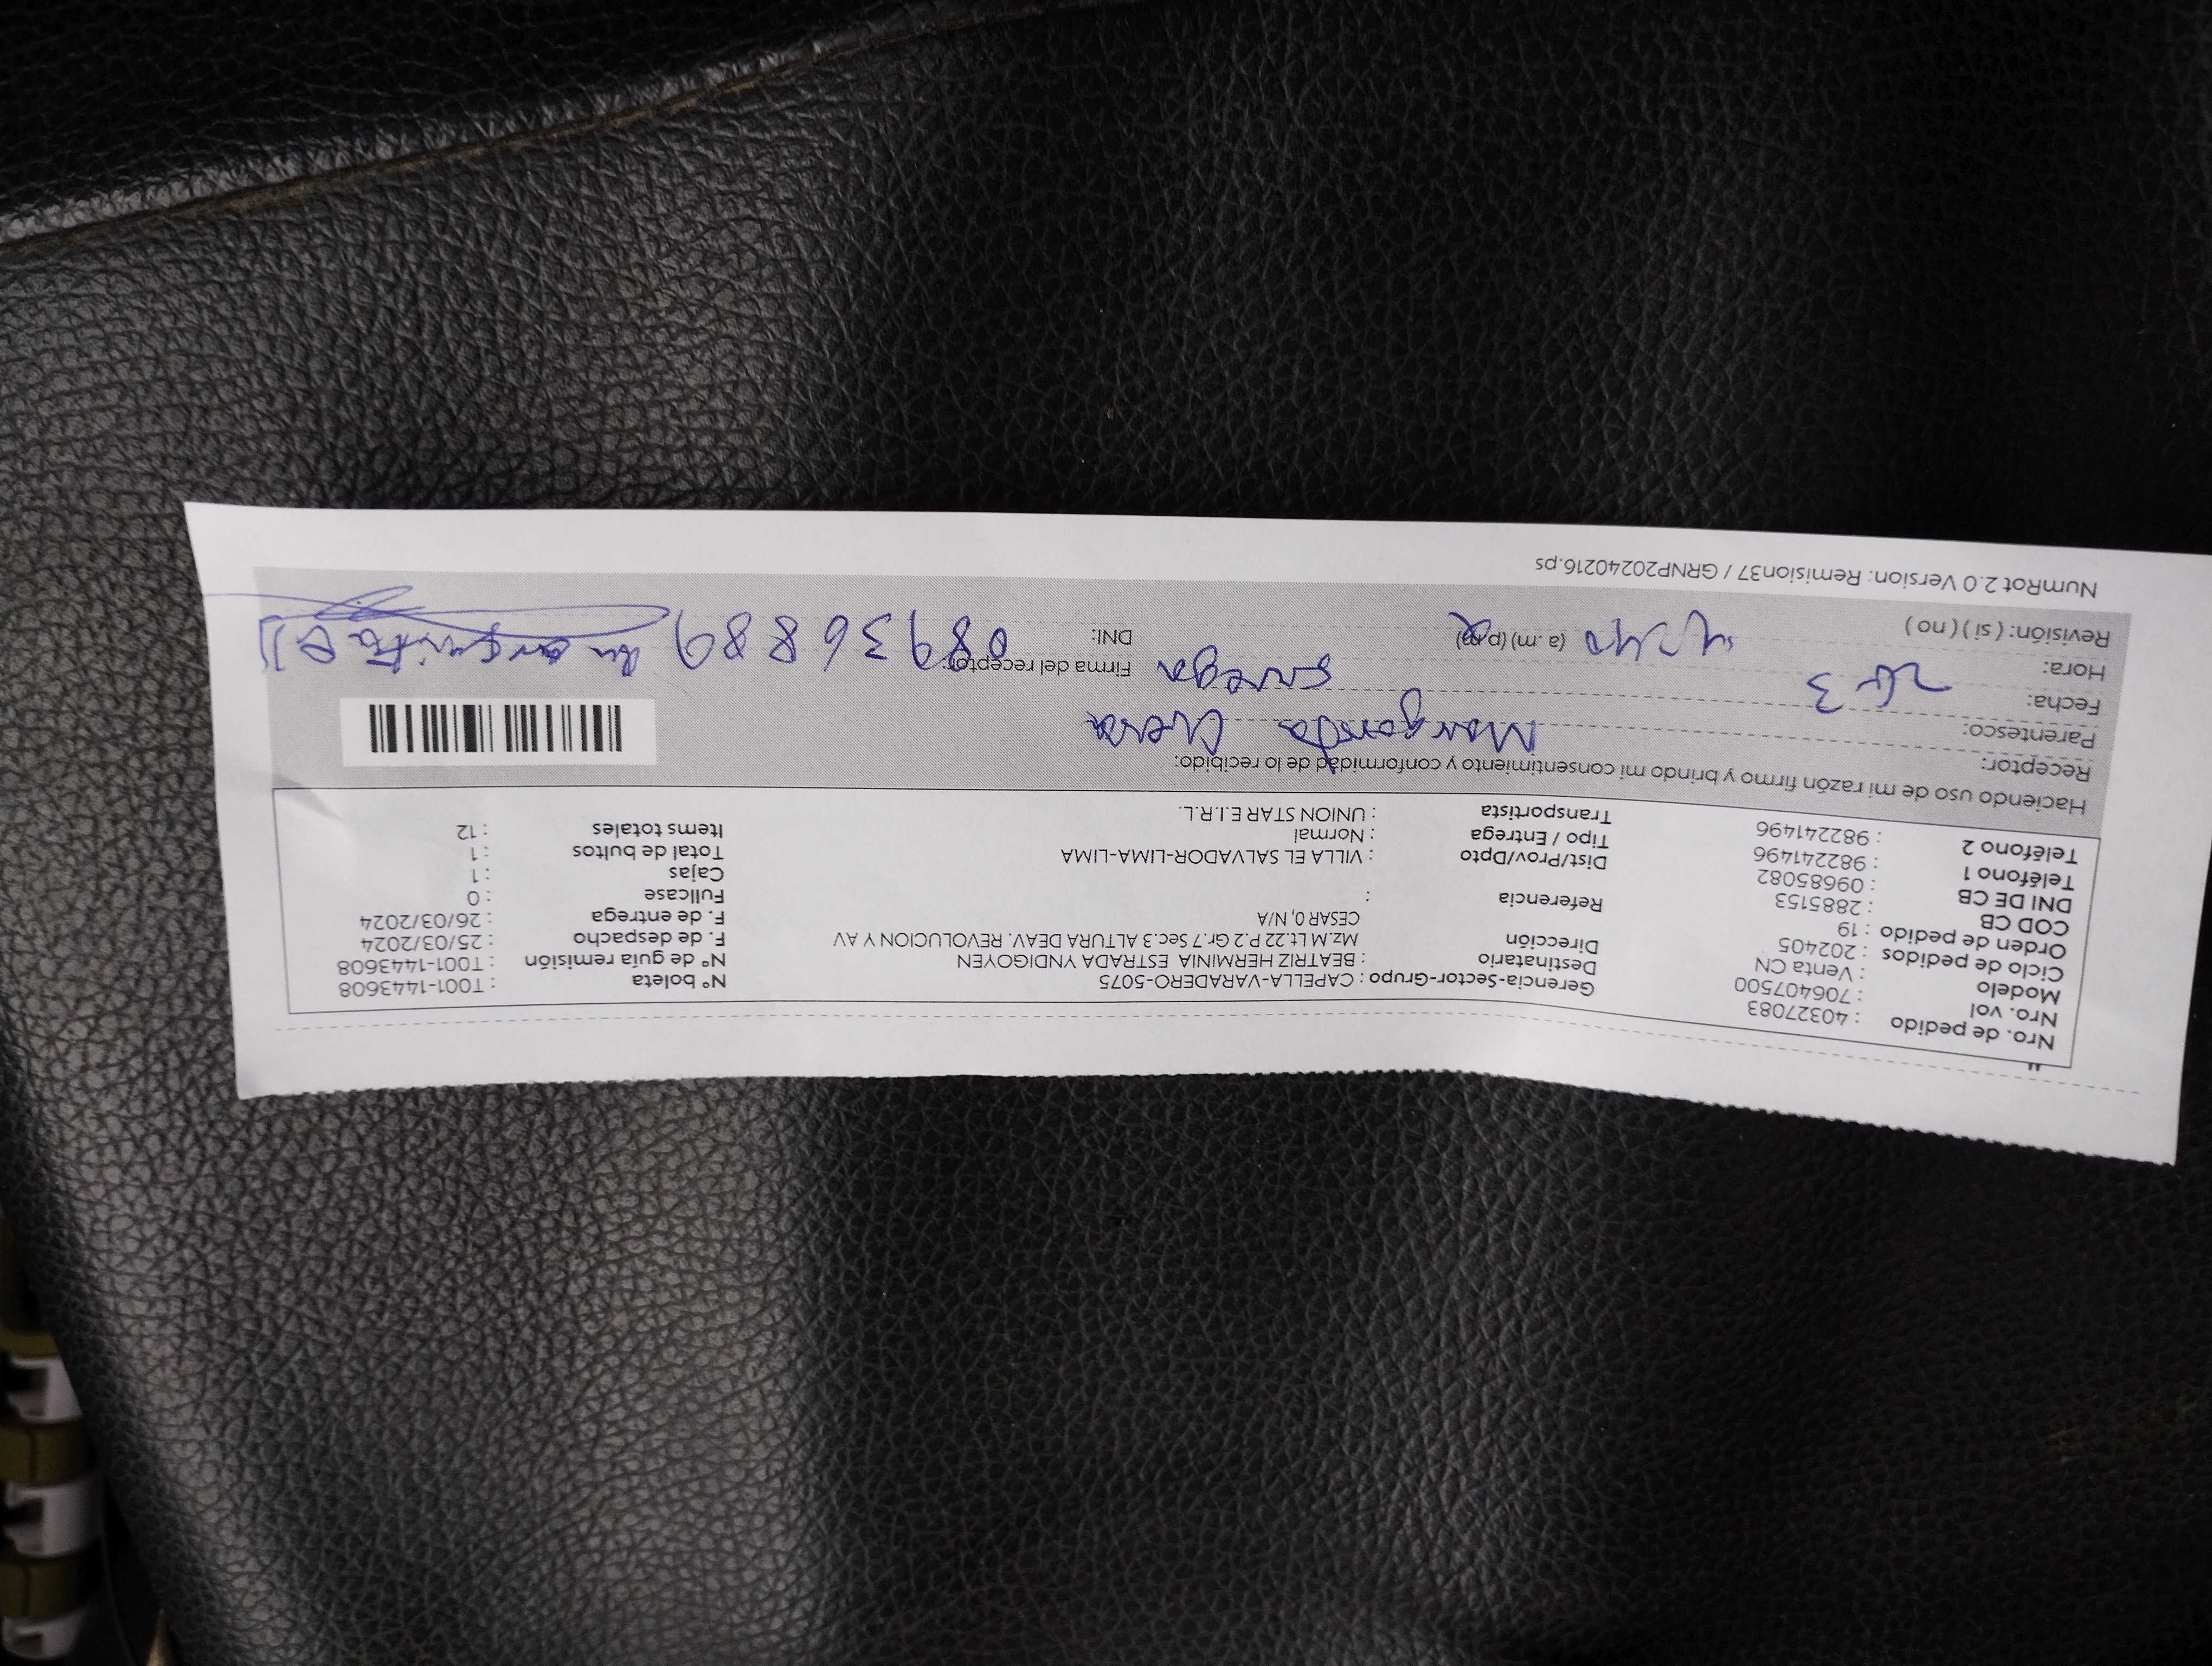 Nro. de pedido : 40327083 Gerencia-Sector-Grupo : CAPELLA-VARADERO-5075 N° boleta : T001-1443608
Nro. vol : 706407500 Destinatario : BEATRIZ HERMINIA ESTRADA YNDIGOYEN N° de guía remisión : T001-1443608
Modelo : Venta CN Dirección Mz.M Lt.22 P.2 Gr.7 Sec.3 ALTURA DEAV. REVOLUCION Y AV F. de despacho : 25/03/2024
Ciclo de pedidos : 202405 CESAR 0, N/A F. de entrega : 26/03/2024
Orden de pedido : 19 Referencia : Fullcase : 0
COD CB : 2885153 Cajas : 1
DNI DE CB : 09685082 Dist/Prov/Dpto : VILLA EL SALVADOR-LIMA-LIMA Total de bultos : 1
Teléfono 1 : 982241496 Tipo / Entrega : Normal Items totales : 12
Teléfono 2 : 982241496 Transportista : UNION STAR E.I.R.L.
Haciendo uso de mi razón firmo y brindo mi consentimiento y conformidad de lo recibido:
Receptor:
Parentesco:
Fecha: 26-3 Firma del receptor:
Hora: (a .m) (p.m) DNI: 08936889
Revisión: ( si ) ( no )
NumRot 2.0 Version: Remision37 / GRNP20240216.ps